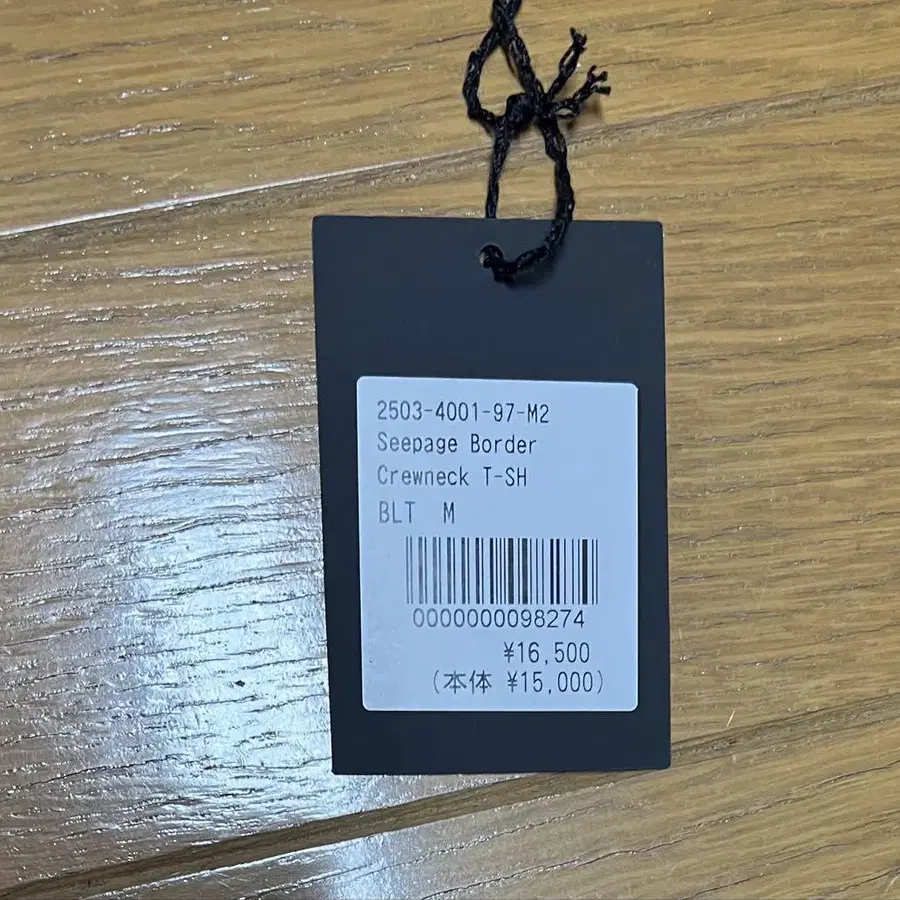 2503-4001-97-M2
Seepage Border
Crewneck T-SH
BLT M
0000000098274
¥16,500
(本体 ¥15,000)